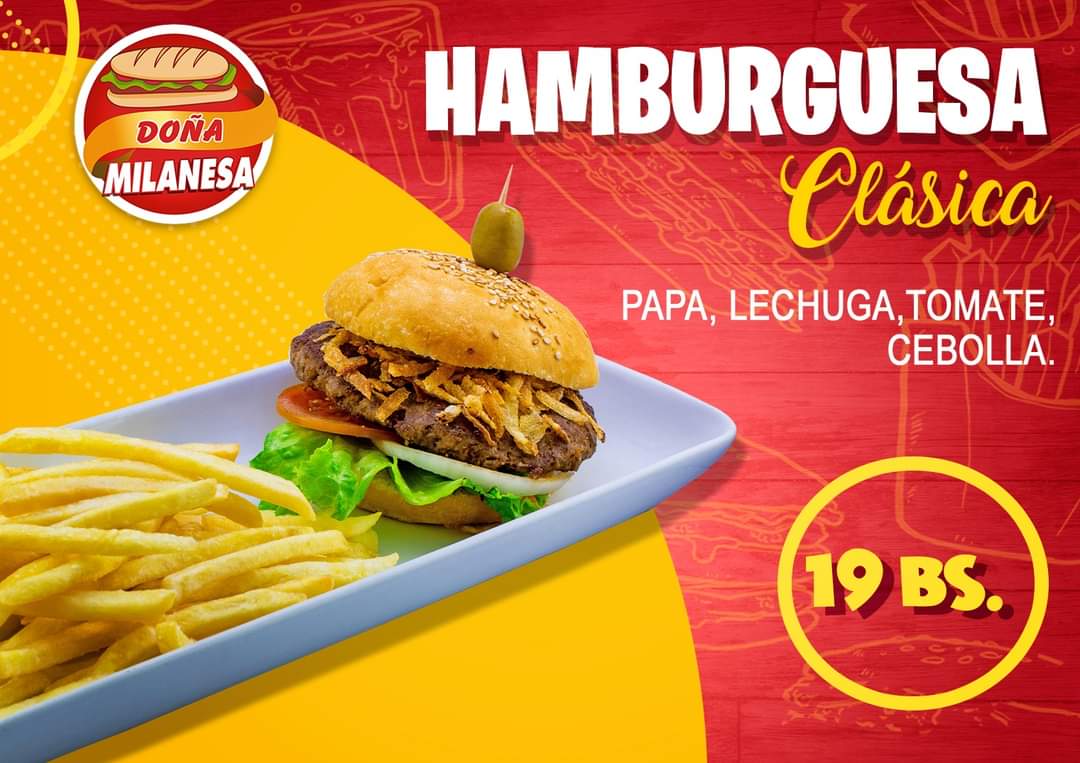 DOÑA
MILANESA
HAMBURGUESA
Clásica
PAPA, LECHUGA,TOMATE,
CEBOLLA.
19 BS.